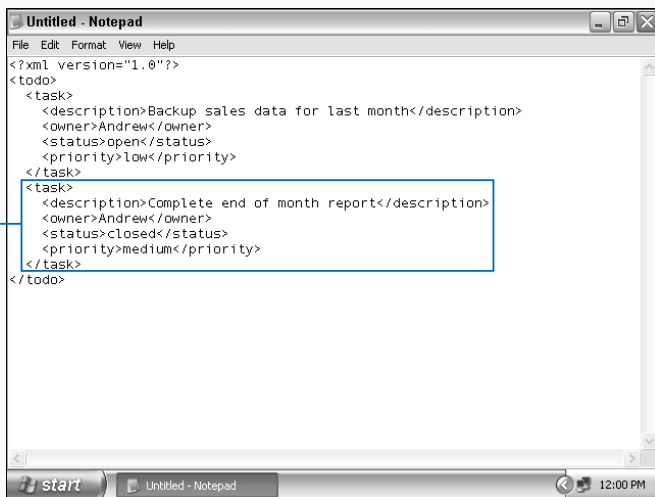 Untitled - Notepad
File Edit Format View Help
<?xml version="1.0"?>
<todo>
  <task>
    <description>Backup sales data for last month</description>
    <owner>Andrew</owner>
    <status>open</status>
    <priority>low</priority>
  </task>
  <task>
    <description>Complete end of month report</description>
    <owner>Andrew</owner>
    <status>closed</status>
    <priority>medium</priority>
  </task>
</todo>
start Untitled - Notepad 12:00 PM